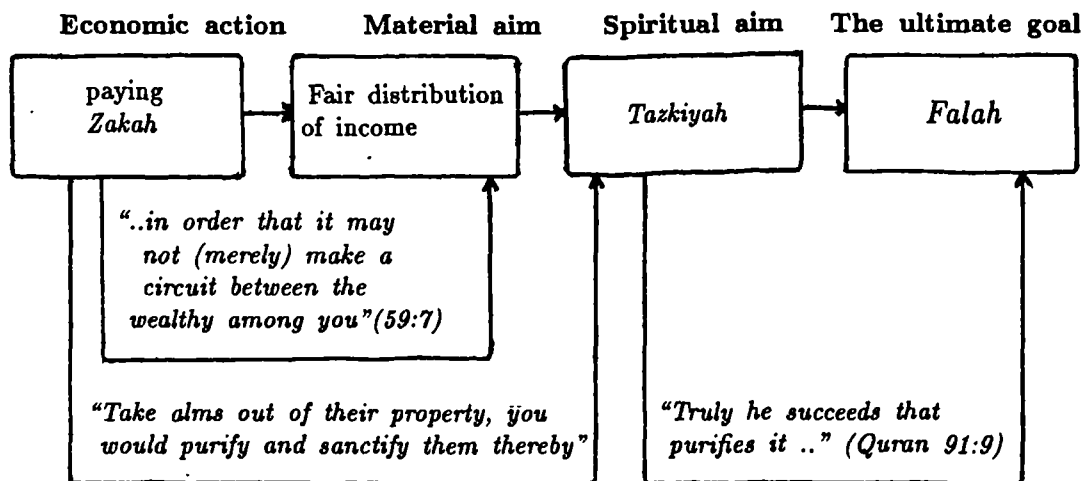 Economic action Material aim Spiritual aim The ultimate goal
paying
Zakah
Fair distribution
of income
Tazkiyah
Falah
“..in order that it may
not (merely) make a
circuit between the
wealthy among you”(59:7)
“Take alms out of their property, you
would purify and sanctify them thereby”
“Truly he succeeds that
purifies it ..” (Quran 91:9)